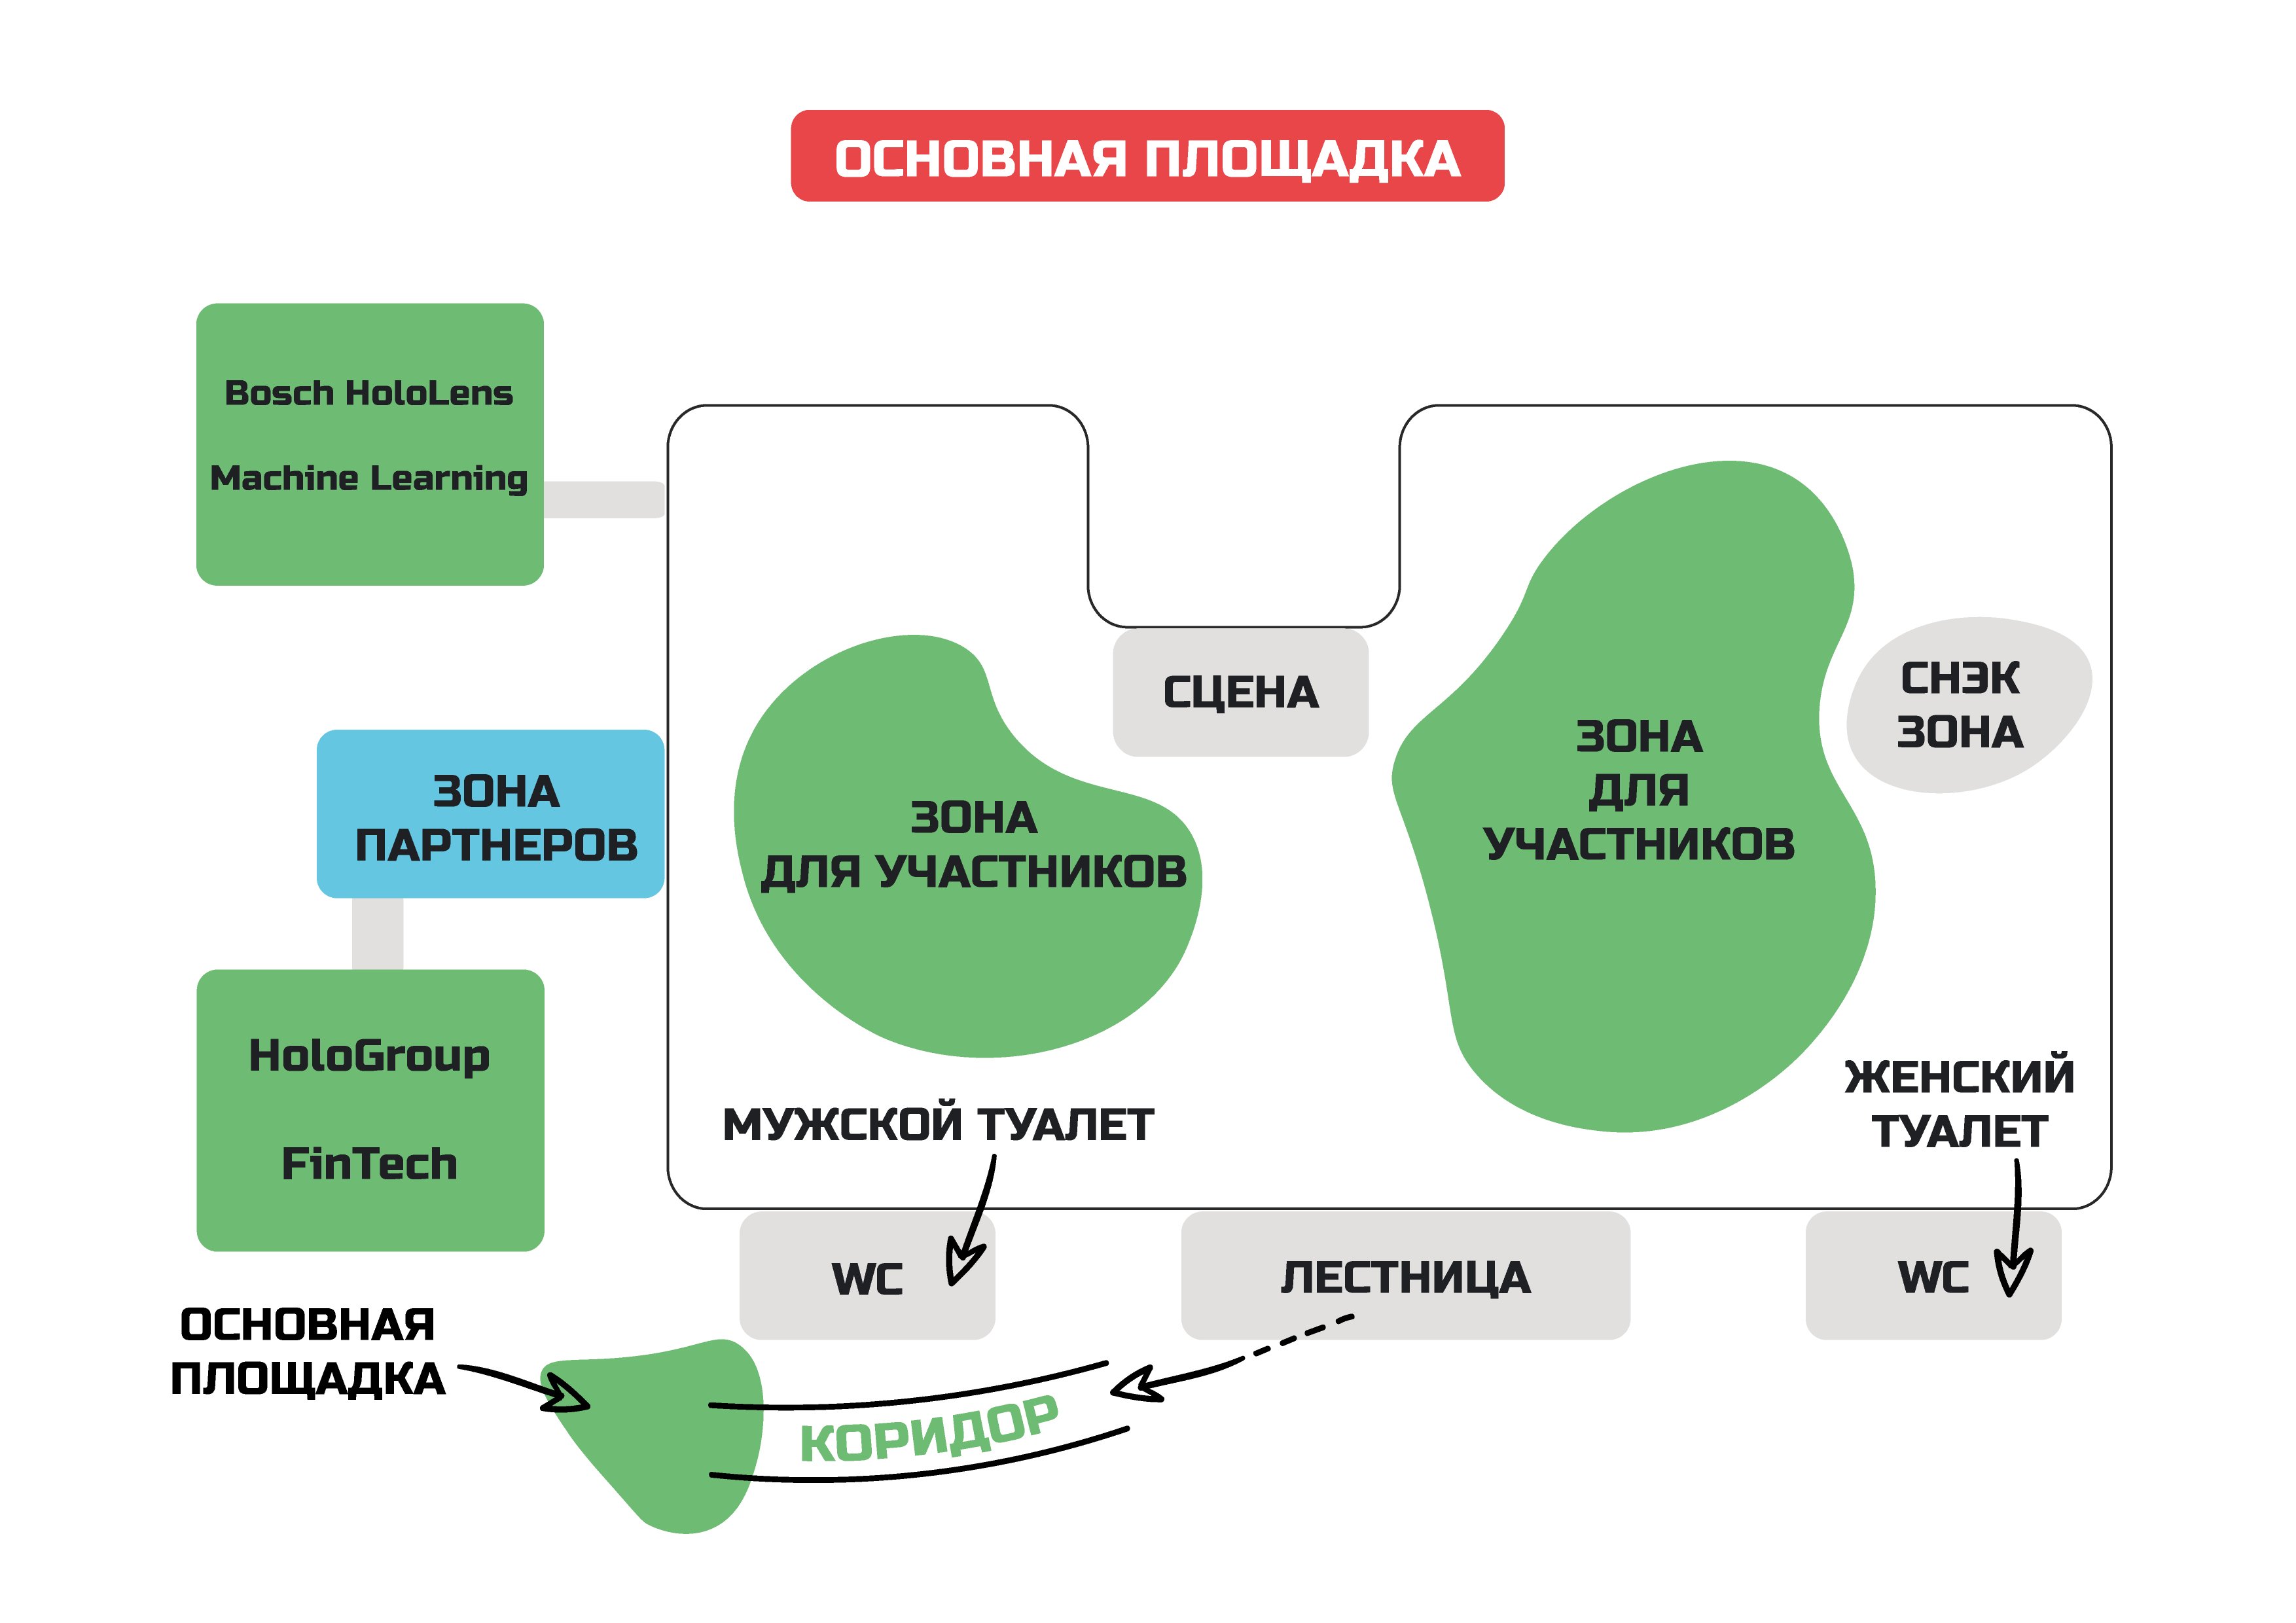 ОСНОВНАЯ ПЛОЩАДКА
Bosch HoloLens
Machine Learning
СЦЕНА
СНЭК
ЗОНА
ЗОНА
ДЛЯ
УЧАСТНИКОВ
ЗОНА
ПАРТНЕРОВ
ЗОНА
ДЛЯ УЧАСТНИКОВ
HoloGroup
FinTech
МУЖСКОЙ ТУАЛЕТ
ЖЕНСКИЙ
ТУАЛЕТ
WC
ЛЕСТНИЦА
WC
ОСНОВНАЯ
ПЛОЩАДКА
КОРИДОР